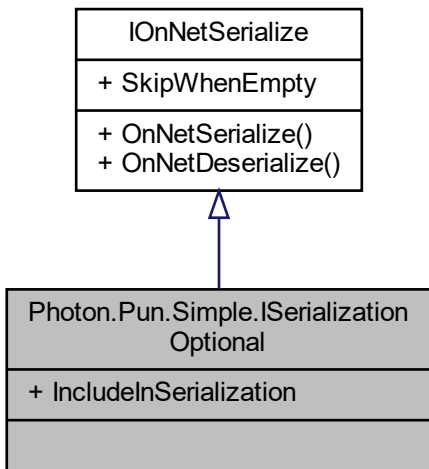 IOnNetSerialize
+ SkipWhenEmpty
+ OnNetSerialize()
+ OnNetDeserialize()
Photon.Pun.Simple.ISerialization
Optional
+ IncludeInSerialization